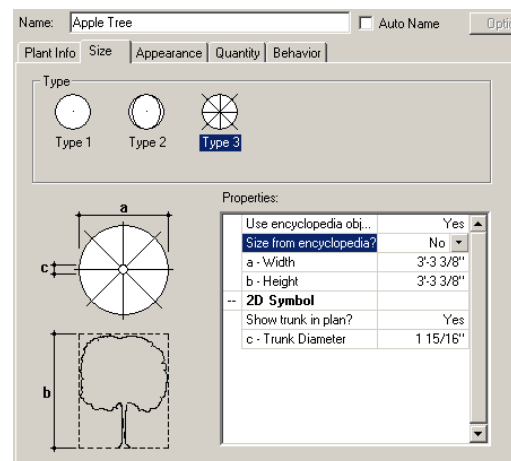 Name: Apple Tree Auto Name Optio
Plant Info Size Appearance Quantity Behavior
Type
Type 1 Type 2 Type 3
Properties:
a
Use encyclopedia obj... Yes
Size from encyclopedia? No
c a - Width 3'-3 3/8"
b - Height 3'-3 3/8"
-- 2D Symbol
Show trunk in plan? Yes
c - Trunk Diameter 1 15/16"
b